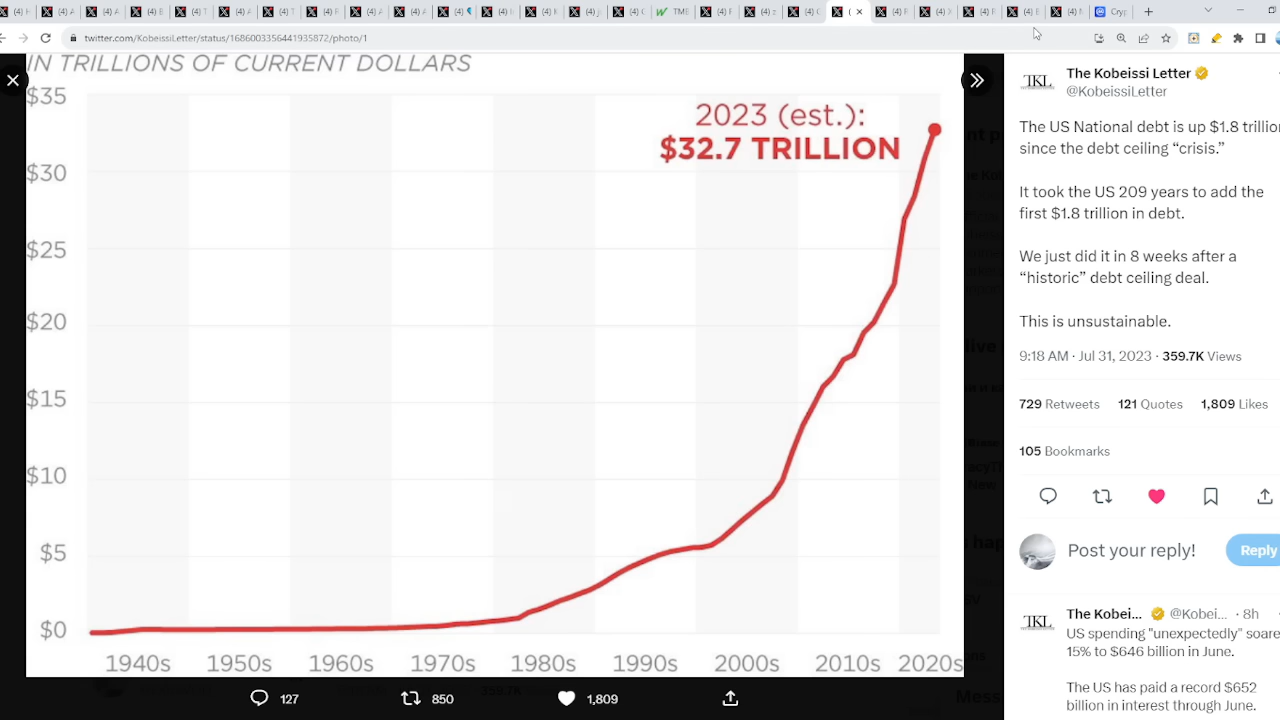 twitter.com/KobeissiLetter/status/1686003356441935872/photo/1
IN TRILLIONS OF CURRENT DOLLARS
$35
$30
$25
$20
$15
$10
$5
$0
2023 (est.):
$32.7 TRILLION
1940s 1950s 1960s 1970s 1980s 1990s 2000s 2010s 2020s
127 850 1,809
TKL
The Kobeissi Letter
@KobeissiLetter
The US National debt is up $1.8 trillion
since the debt ceiling “crisis.”
It took the US 209 years to add the
first $1.8 trillion in debt.
We just did it in 8 weeks after a
“historic” debt ceiling deal.
This is unsustainable.
9:18 AM · Jul 31, 2023 · 359.7K Views
729 Retweets 121 Quotes 1,809 Likes
105 Bookmarks
Post your reply!
Reply
TKL
The Kobei... @Kobei... · 8h
US spending "unexpectedly" soare
15% to $646 billion in June.
The US has paid a record $652
billion in interest through June.